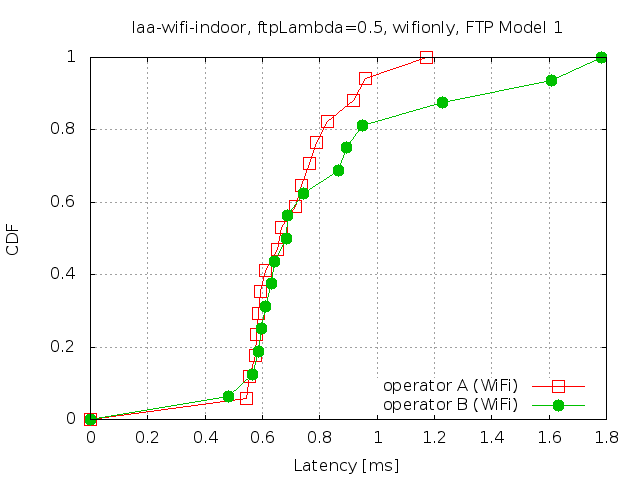 laa-wifi-indoor, ftpLambda=0.5, wifionly, FTP Model 1
1
0.8
0.6
0.4
0.2
0
CDF
operator A (WiFi)
operator B (WiFi)
0 0.2 0.4 0.6 0.8 1 1.2 1.4 1.6 1.8
Latency [ms]